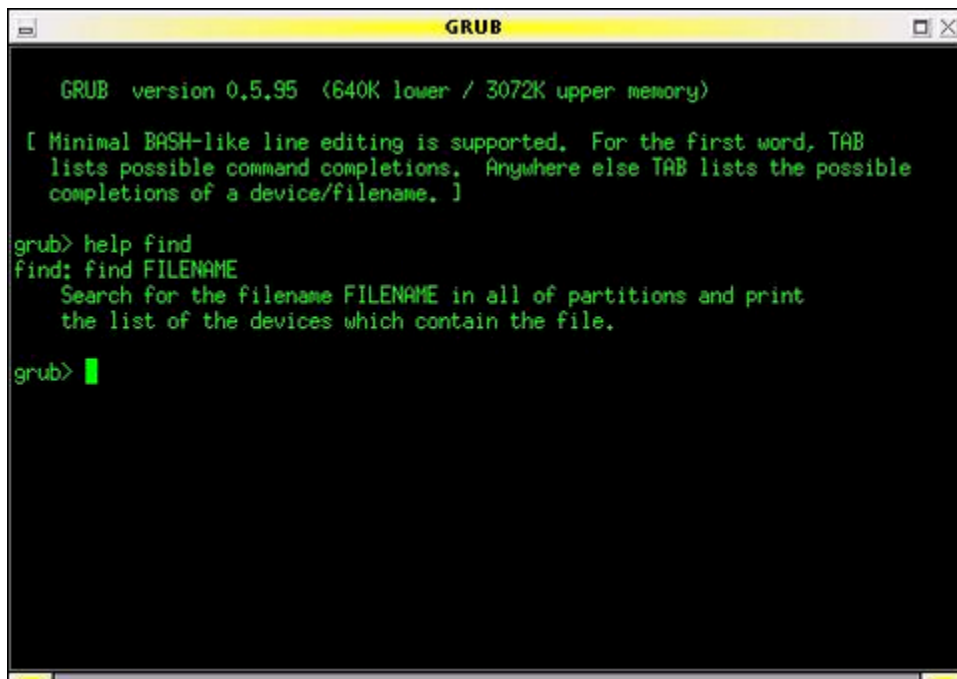 GRUB
GRUB version 0.5.95 (640K lower / 3072K upper memory)
[ Minimal BASH-like line editing is supported. For the first word, TAB
lists possible command completions. Anywhere else TAB lists the possible
completions of a device/filename. ]
grub> help find
find: find FILENAME
Search for the filename FILENAME in all of partitions and print
the list of the devices which contain the file.
grub>